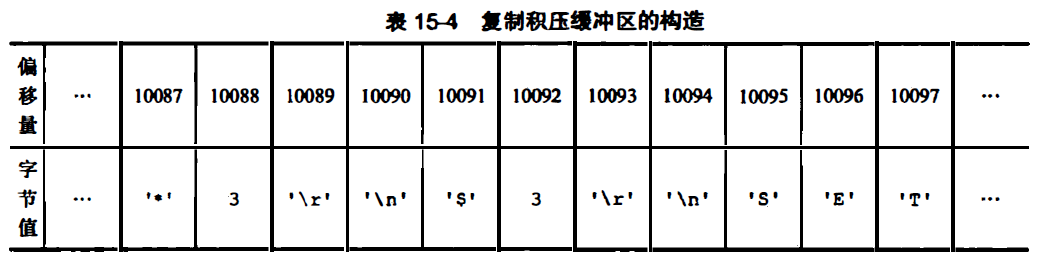 表 15-4 复制积压缓冲区的构造
偏移量 … 10087 10088 10089 10090 10091 10092 10093 10094 10095 10096 10097 …
字节值 … '*' 3 '\r' '\n' '$' 3 '\r' '\n' 'S' 'E' 'T' …